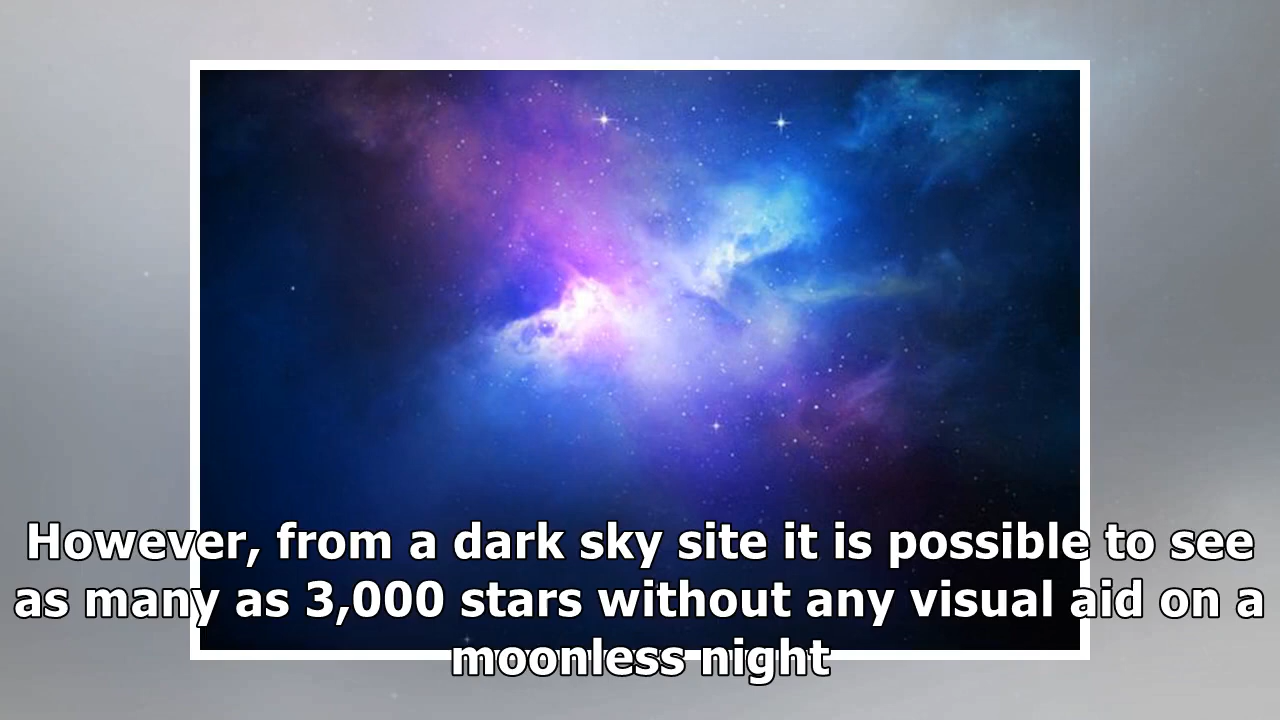 However, from a dark sky site it is possible to see
as many as 3,000 stars without any visual aid on a
moonless night